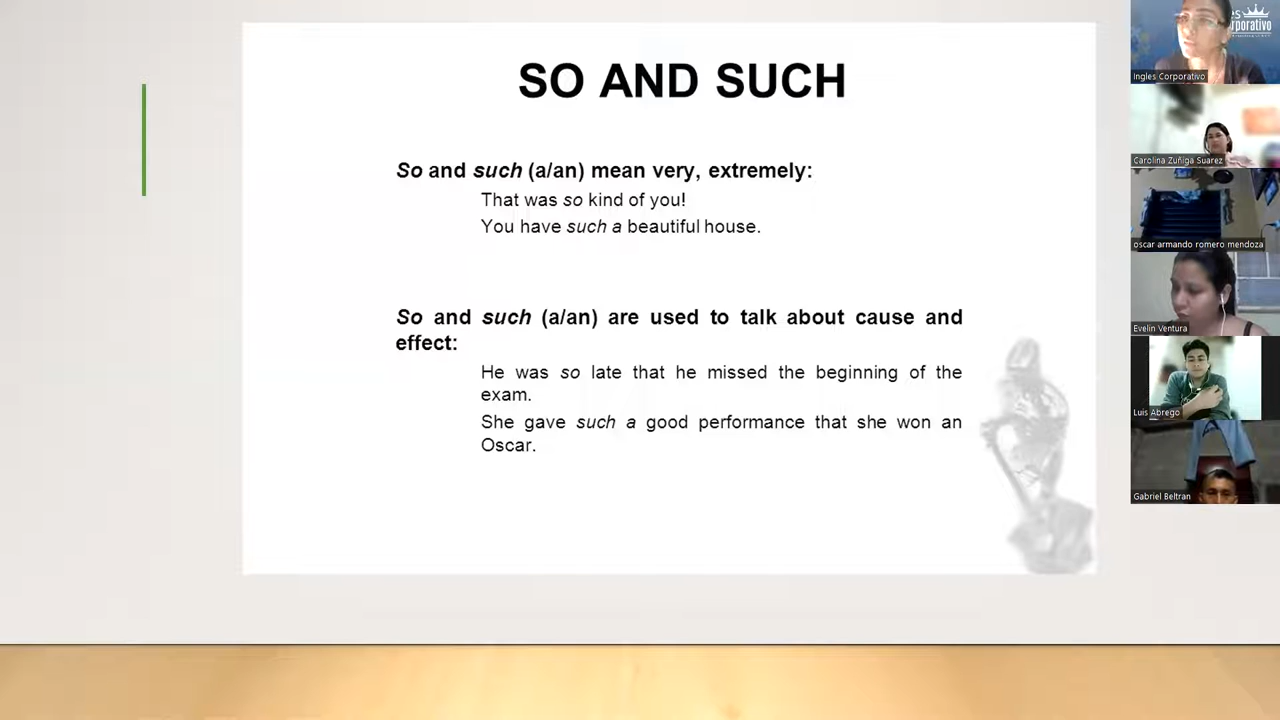 SO AND SUCH
So and such (a/an) mean very, extremely:
That was so kind of you!
You have such a beautiful house.
So and such (a/an) are used to talk about cause and
effect:
He was so late that he missed the beginning of the
exam.
She gave such a good performance that she won an
Oscar.
Ingles Corporativo
Carolina Zuñiga Suarez
oscar armando romero mendoza
Evelin Ventura
Luis Abrego
Gabriel Beltran